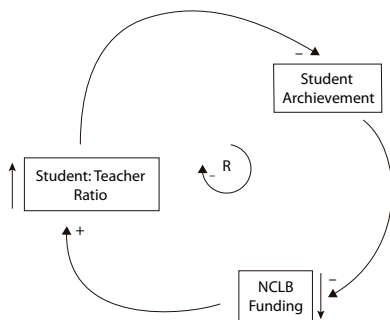 –
Student
Archievement
R
–
Student: Teacher
Ratio
+
NCLB
Funding
–